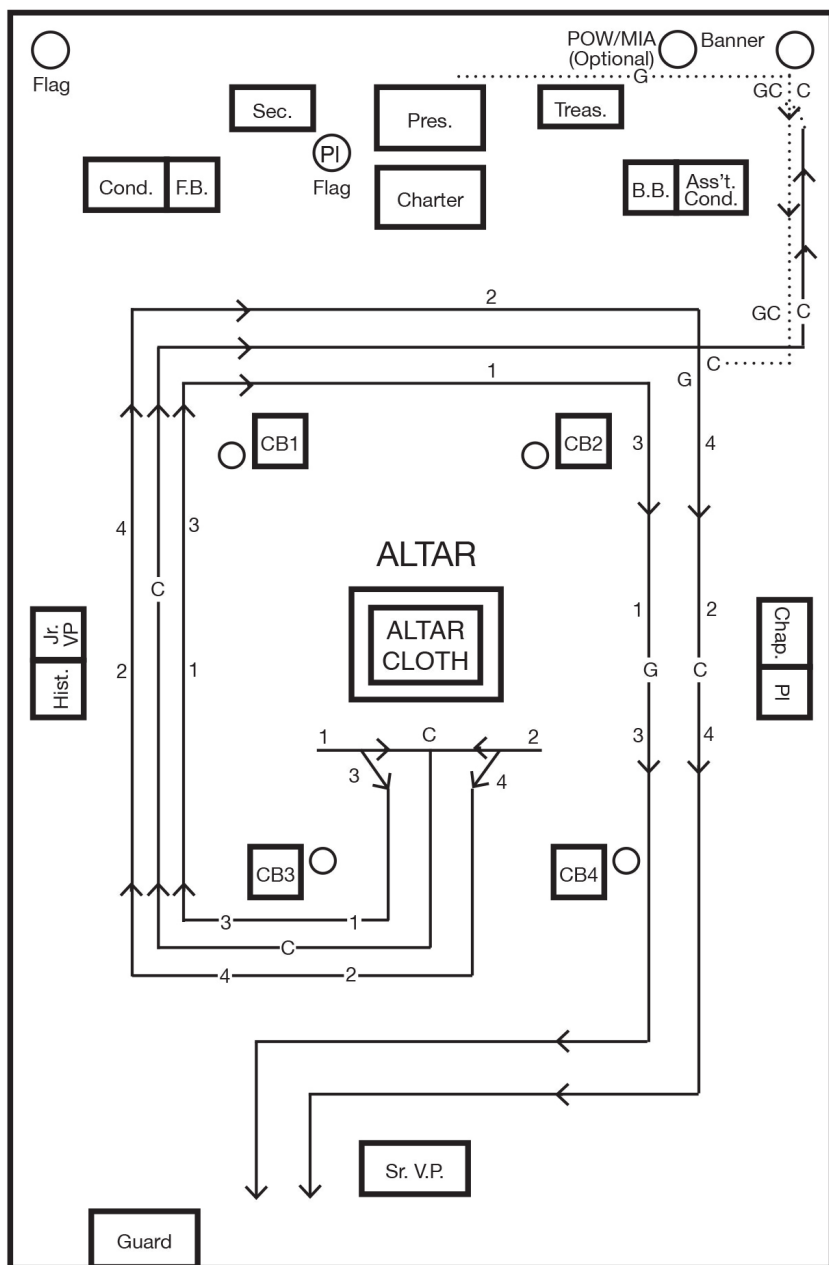 POW/MIA
(Optional)
Banner
Flag
G
GC
C
Sec.
Pres.
Treas.
PI
Flag
Cond.
F.B.
Charter
B.B.
Ass't.
Cond.
2
GC
C
1
C
G
CB1
CB2
3
4
4
3
ALTAR
C
ALTAR
CLOTH
Jr.
VP
Hist.
2
1
1
2
G
C
Chap.
PI
1
C
2
3
4
3
4
CB3
CB4
3
1
C
4
2
Sr. V.P.
Guard